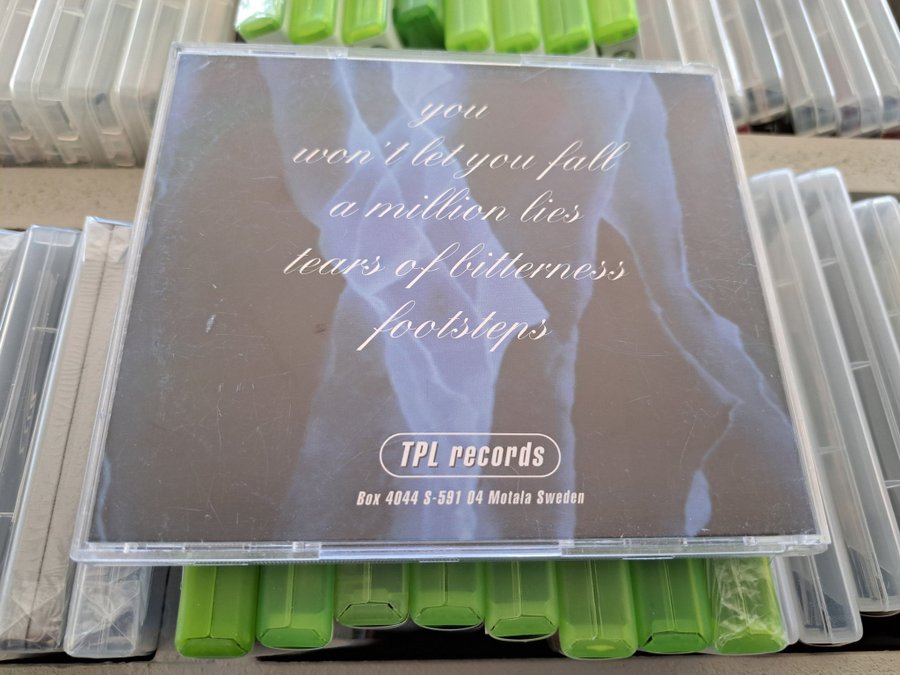 you
won't let you fall
a million lies
tears of bitterness
footsteps
TPL records
Box 4044 S-591 04 Motala Sweden